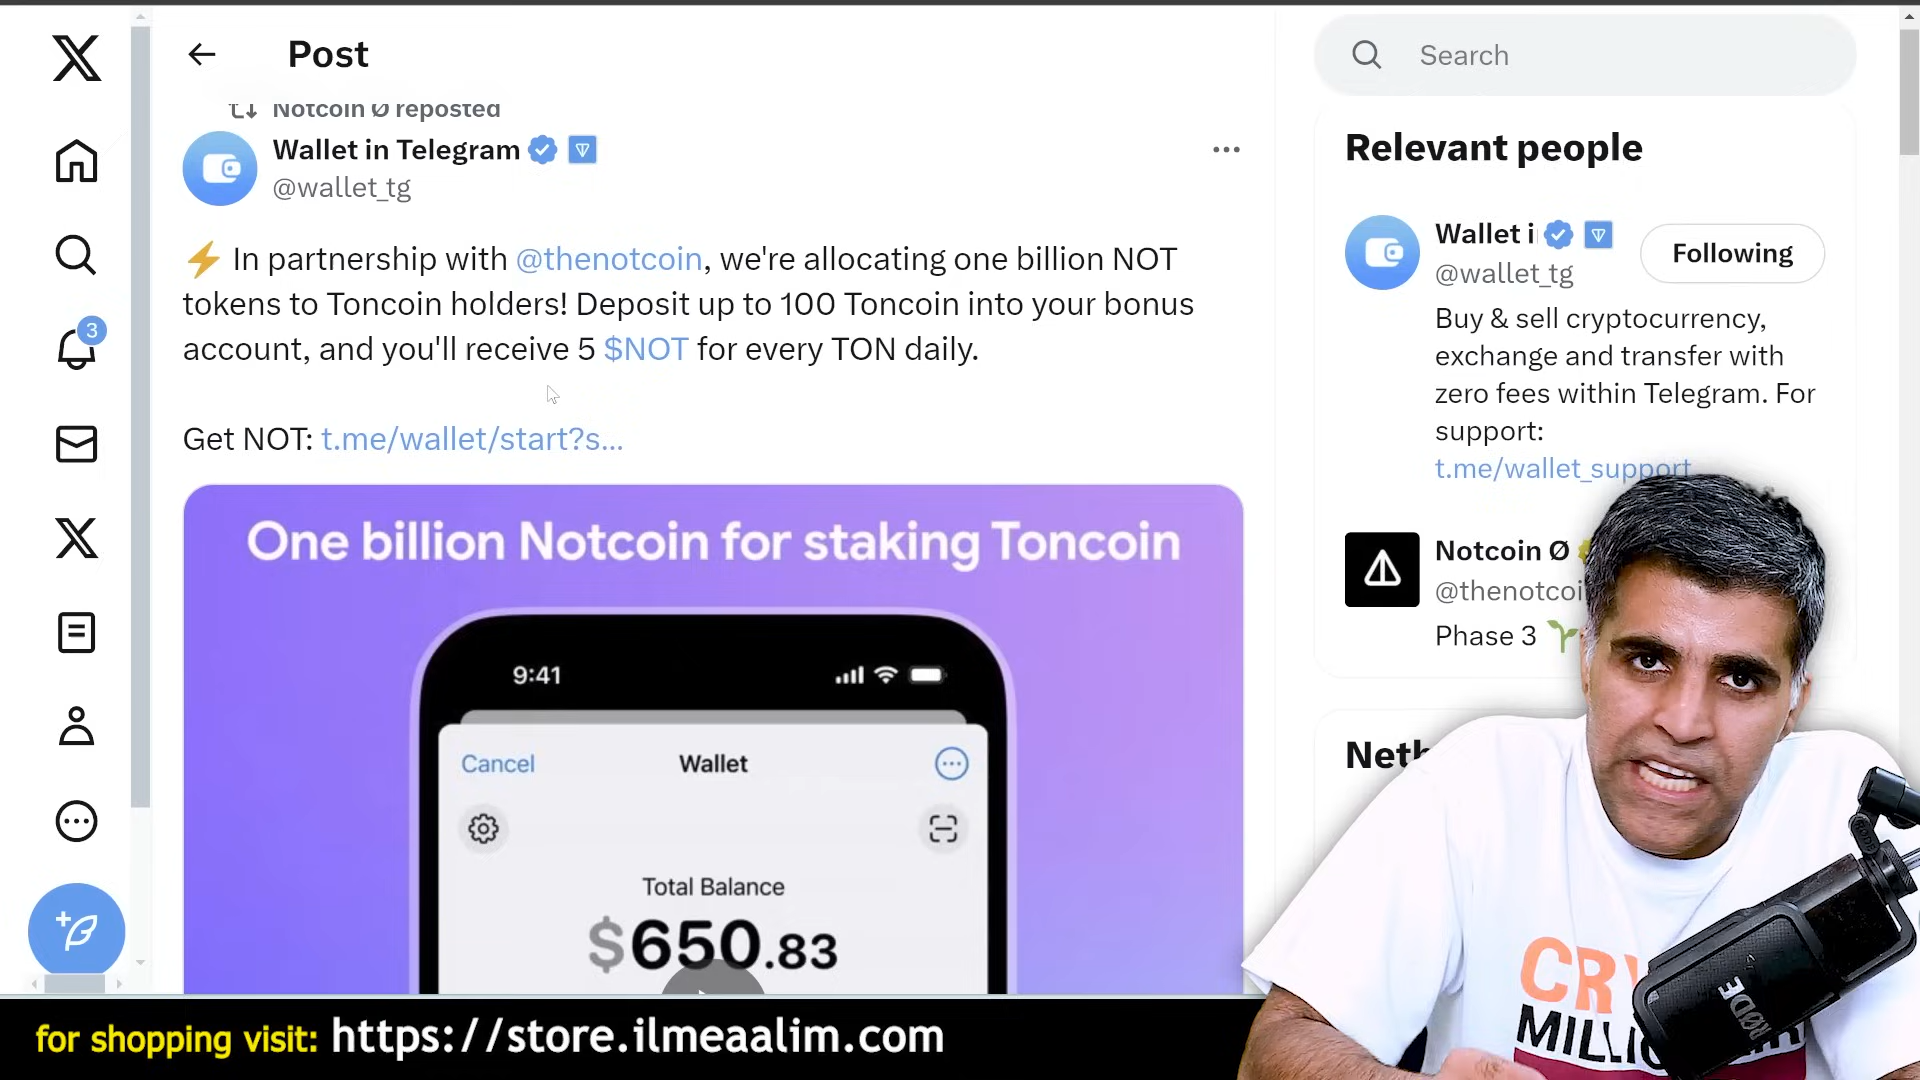 Post
Search
Notcoin Ø reposted
Wallet in Telegram
@wallet_tg
⚡ In partnership with @thenotcoin, we're allocating one billion NOT
tokens to Toncoin holders! Deposit up to 100 Toncoin into your bonus
account, and you'll receive 5 $NOT for every TON daily.
Get NOT: t.me/wallet/start?s...
One billion Notcoin for staking Toncoin
9:41
Cancel
Wallet
Total Balance
$650.83
3
Relevant people
Wallet i
@wallet_tg
Following
Buy & sell cryptocurrency,
exchange and transfer with
zero fees within Telegram. For
support:
t.me/wallet_support
Notcoin Ø
@thenotcoi
Phase 3
Neth
RODE
for shopping visit: https://store.ilmeaalim.com